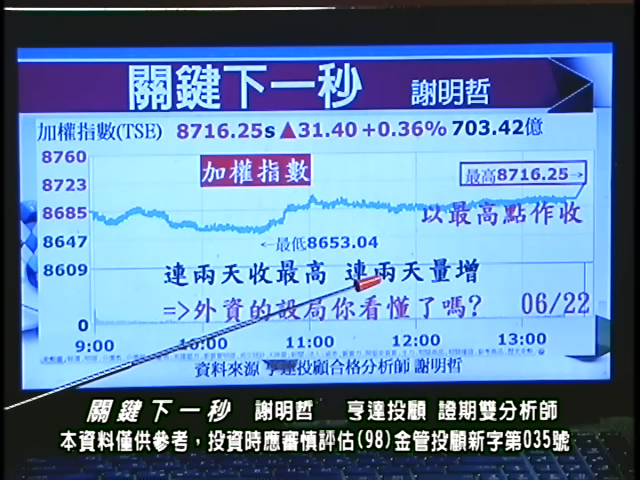 關鍵下一秒 謝明哲
加權指數(TSE) 8716.25s ▲31.40 +0.36% 703.42億
8760
加權指數
最高8716.25→
8723
8685
以最高點作收
8647
←最低8653.04
8609
連兩天收最高 連兩天量增
=>外資的設局你看懂了嗎? 06/22
0
9:00 10:00 11:00 12:00 13:00
資料來源 亨達投顧合格分析師 謝明哲
關鍵下一秒 謝明哲 亨達投顧 證期雙分析師
本資料僅供參考,投資時應審慎評估(98)金管投顧新字第035號